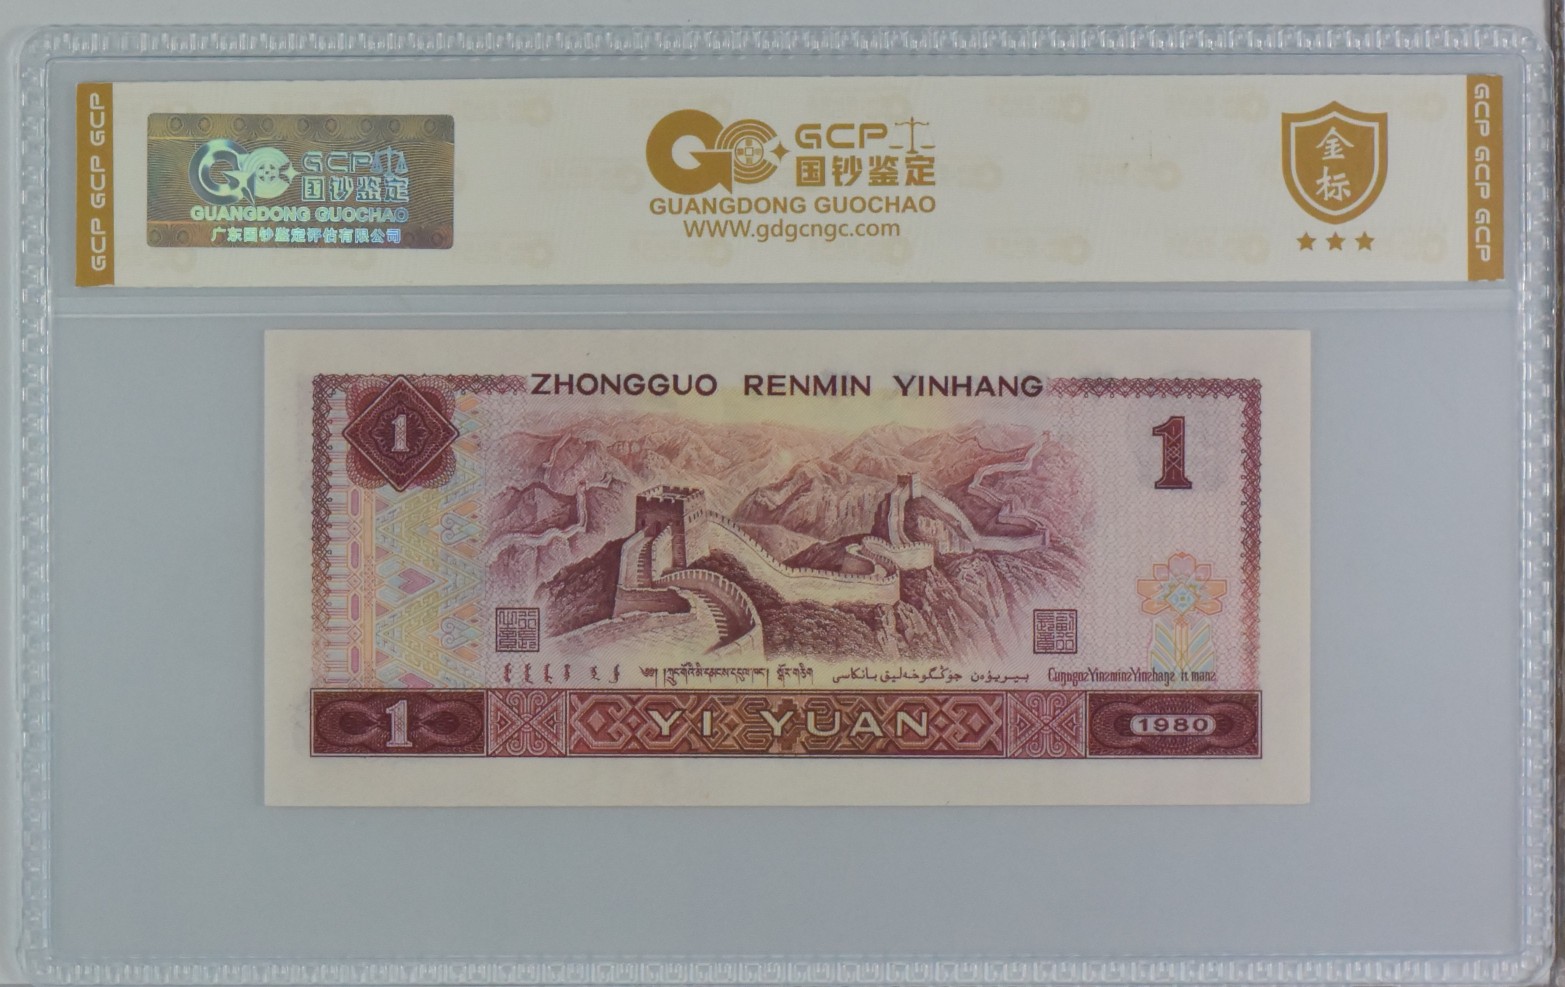 GCP GCP GCP
GCP
国钞鉴定
GUANGDONG GUOCHAO
广东国钞鉴定评估有限公司
GCP
国钞鉴定
GUANGDONG GUOCHAO
WWW.gdgcngc.com
金
标
GCP GCP GCP
ZHONGGUO RENMIN YINHANG
1
1
1
YI YUAN
1980